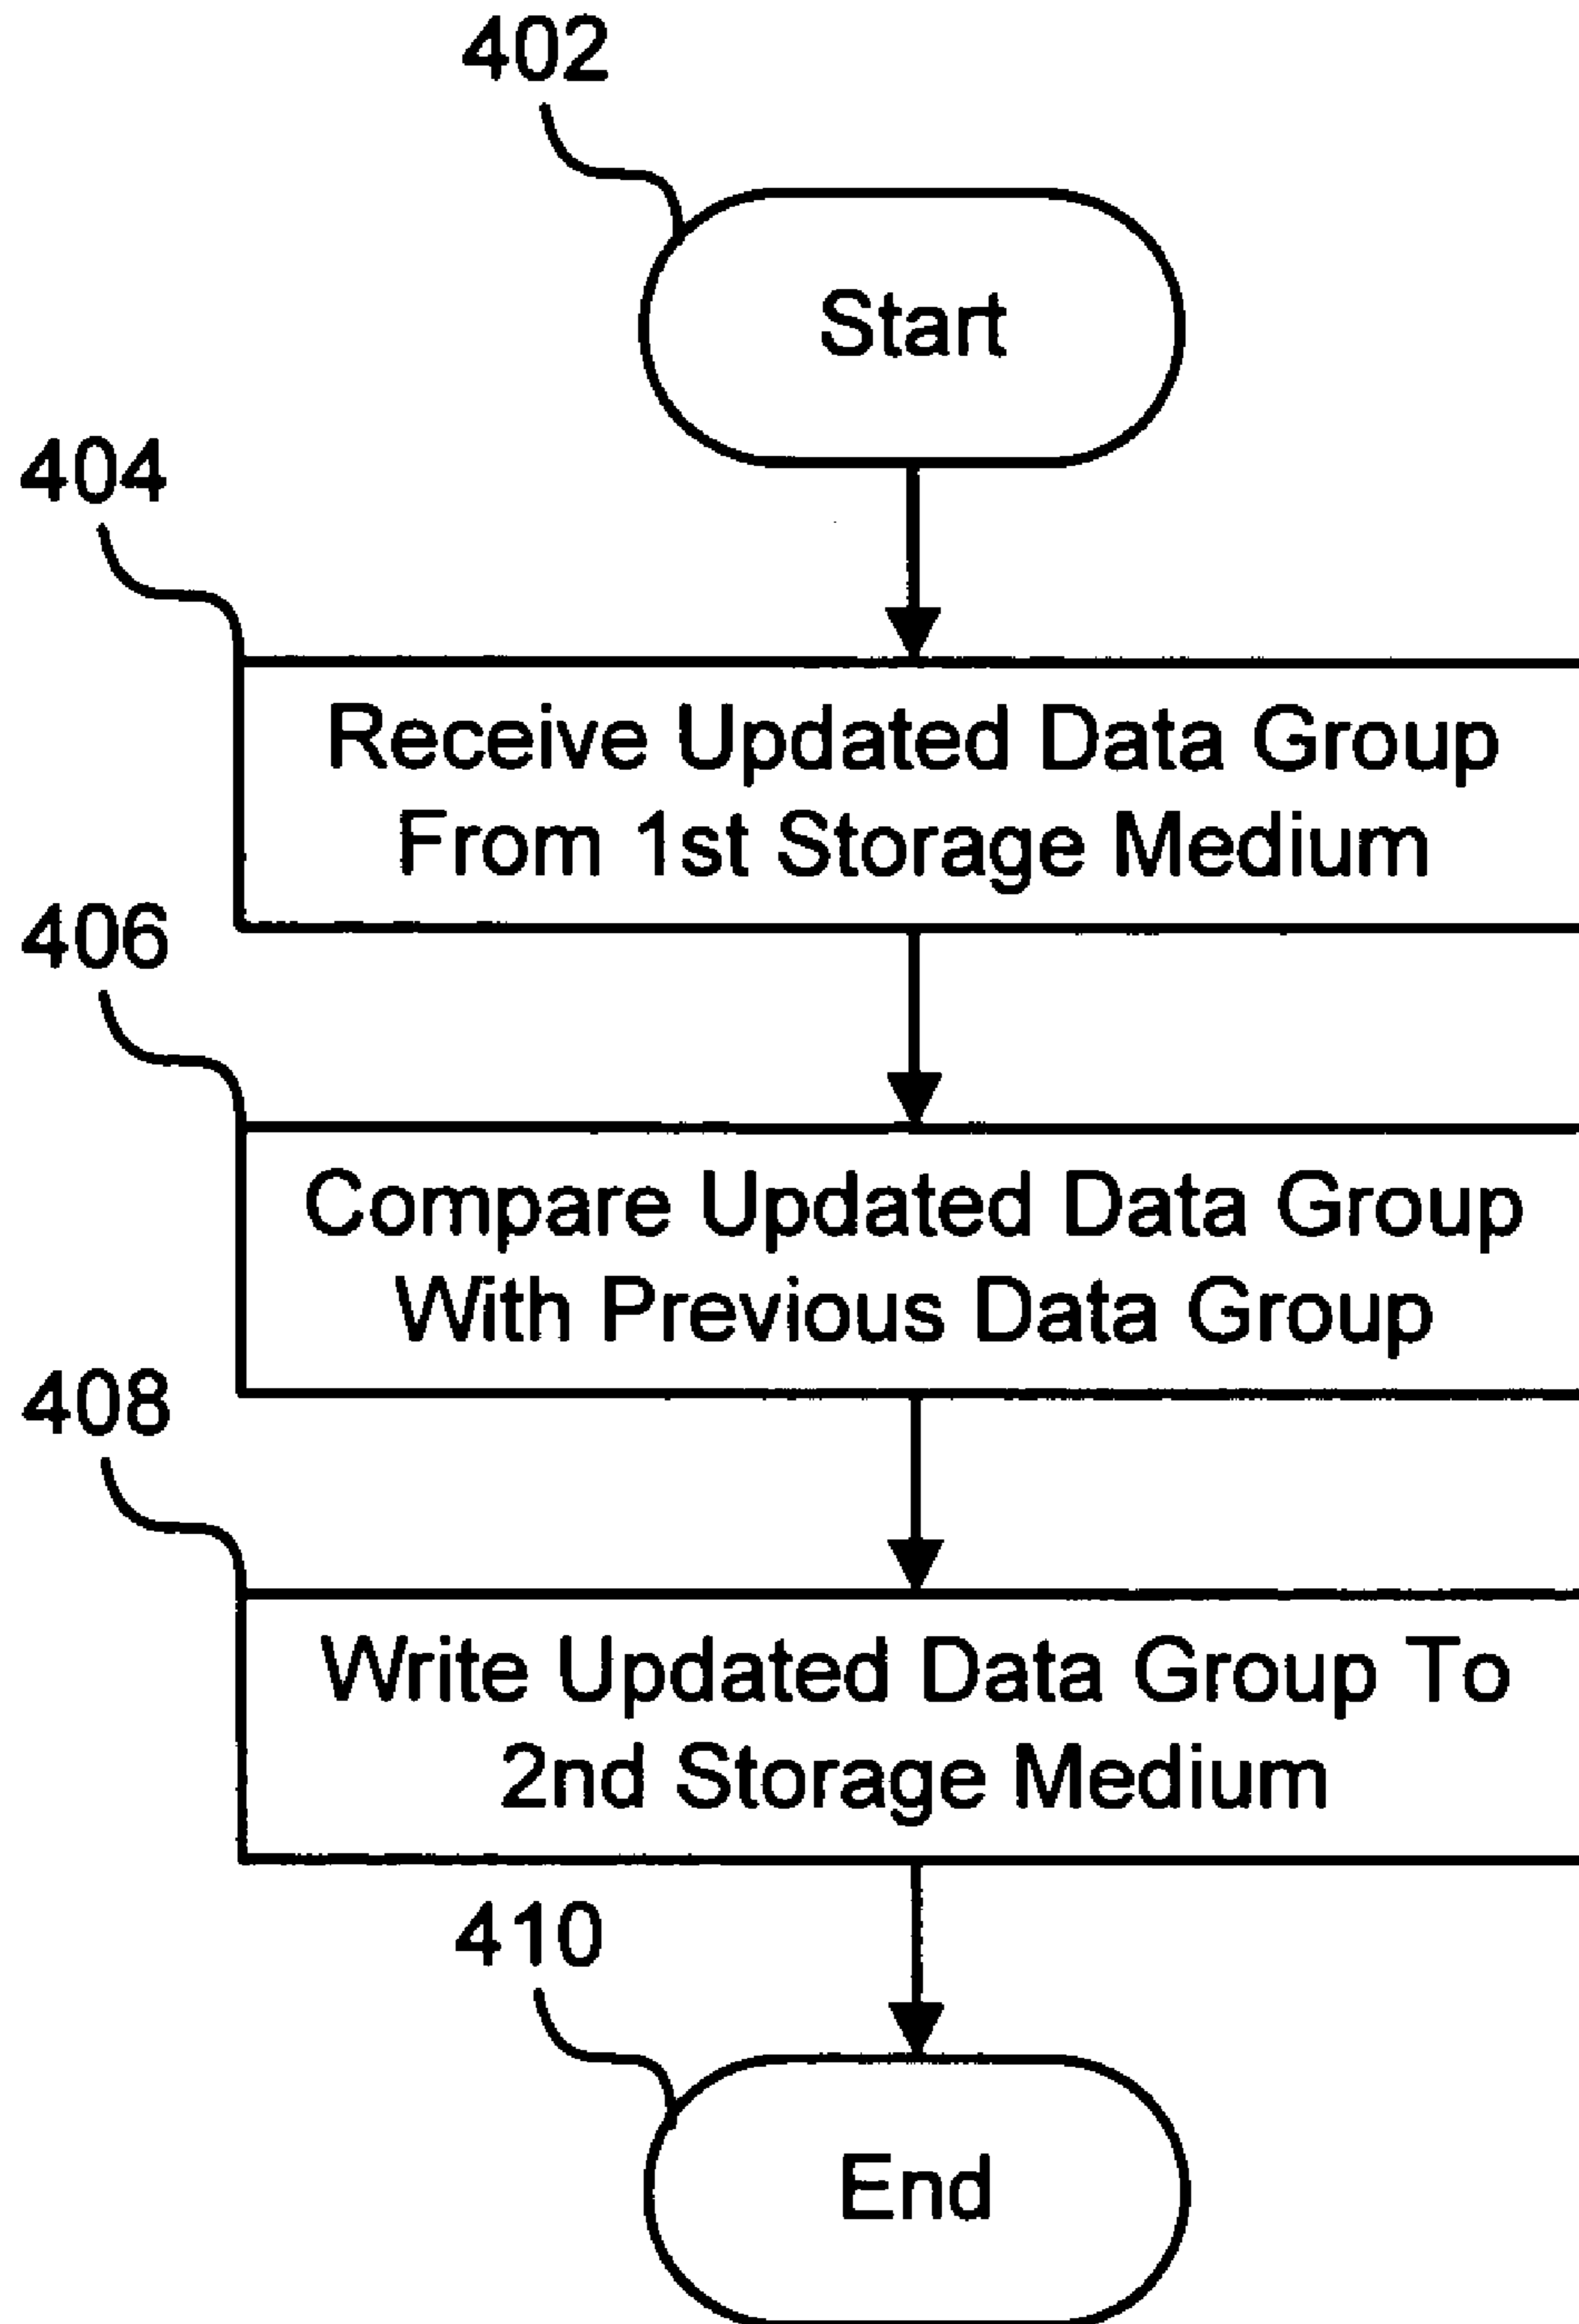 402
Start
404
Receive Updated Data Group
From 1st Storage Medium
406
Compare Updated Data Group
With Previous Data Group
408
Write Updated Data Group To
2nd Storage Medium
410
End